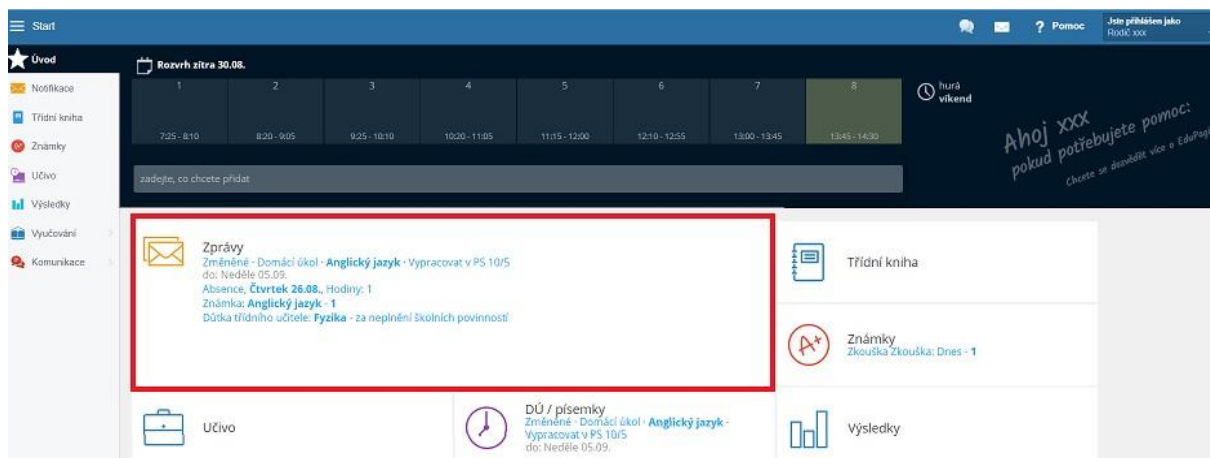 Start
? Pomoc
Jste přihlášen jako
Rodič xxx
Úvod
Rozvrh zítra 30.08.
Notifikace
Třídní kniha
Známky
Učivo
Výsledky
Vyučování
Komunikace
1 2 3 4 5 6 7 8
7:25 - 8:10 8:20 - 9:05 9:25 - 10:10 10:20 - 11:05 11:15 - 12:00 12:10 - 12:55 13:00 - 13:45 13:45 - 14:30
hurá
víkend
Ahoj xxx
pokud potřebujete pomoc:
Chcete se dozvědět více o EduPag
zadejte, co chcete přidat
Zprávy
Změněné - Domácí úkol · Anglický jazyk · Vypracovat v PS 10/5
do: Neděle 05.09.
Absence, Čtvrtek 26.08., Hodiny: 1
Známka: Anglický jazyk - 1
Důtka třídního učitele: Fyzika - za neplnění školních povinností
Třídní kniha
A+
Známky
Zkouška Zkouška: Dnes - 1
Učivo
DÚ / písemky
Změněné - Domácí úkol · Anglický jazyk ·
Vypracovat v PS 10/5
do: Neděle 05.09.
Výsledky